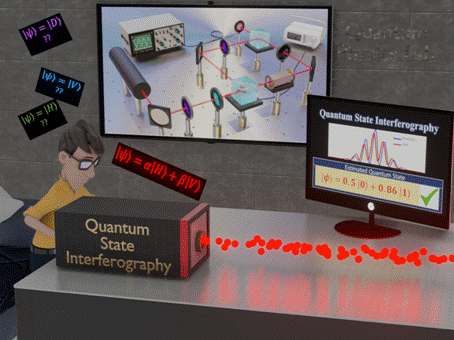 |ψ⟩ = |D⟩
??
|ψ⟩ = |V⟩
??
|ψ⟩ = |H⟩
??
|ψ⟩ = α|H⟩ + β|V⟩
Quantum
State
Interferography
Quantum State Interferography
Estimated Quantum State
|ψ⟩ = 0.5 |0⟩ + 0.86 |1⟩